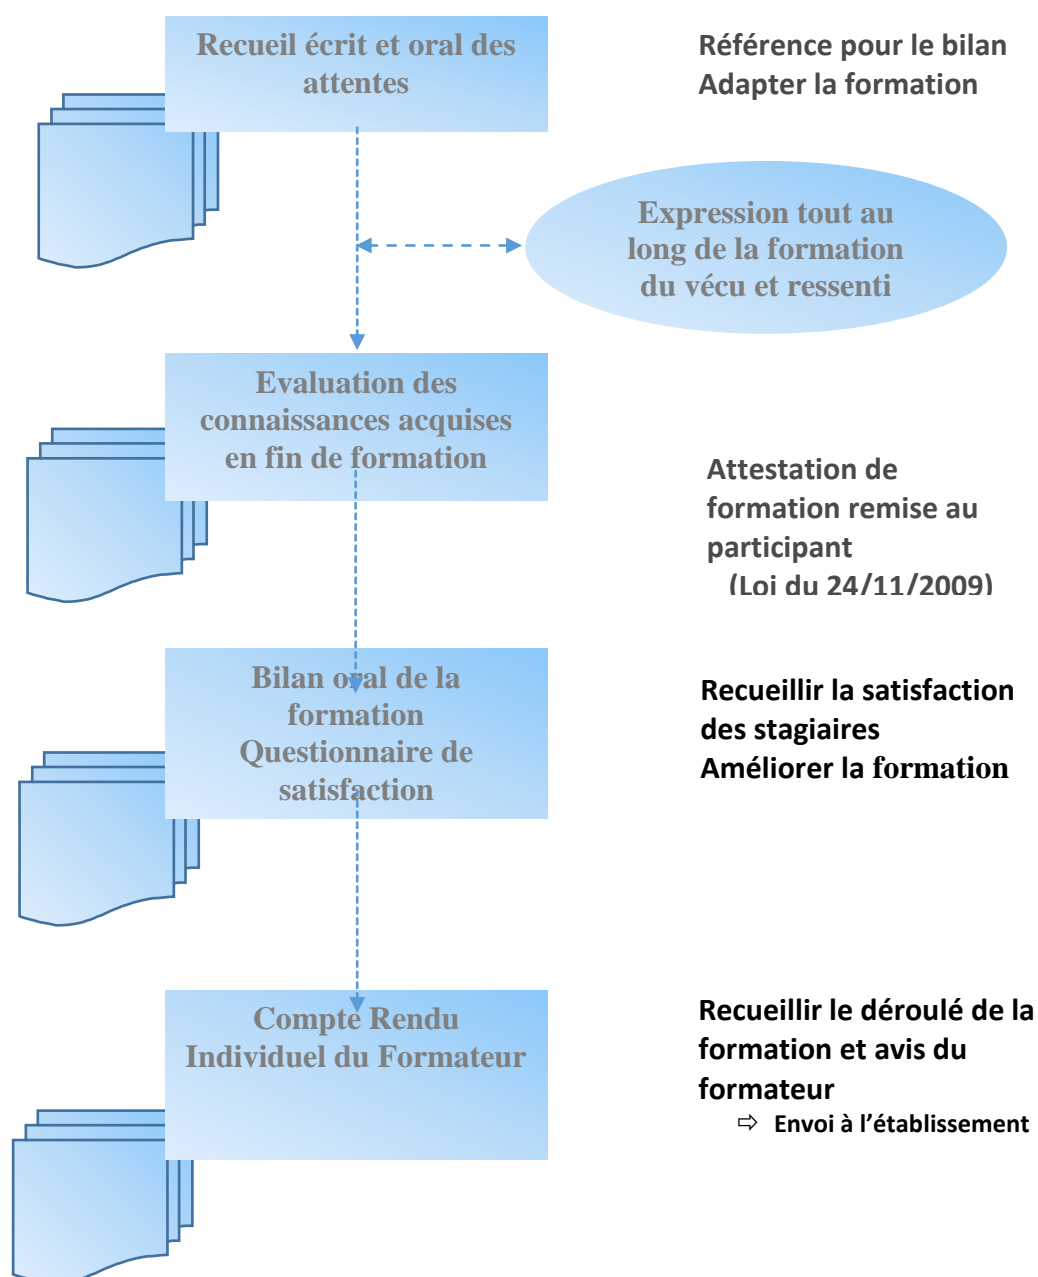 Recueil écrit et oral des
attentes
Référence pour le bilan
Adapter la formation
Expression tout au
long de la formation
du vécu et ressenti
Evaluation des
connaissances acquises
en fin de formation
Attestation de
formation remise au
participant
(Loi du 24/11/2009)
Bilan oral de la
formation
Questionnaire de
satisfaction
Recueillir la satisfaction
des stagiaires
Améliorer la formation
Compte Rendu
Individuel du Formateur
Recueillir le déroulé de la
formation et avis du
formateur
⇨ Envoi à l’établissement